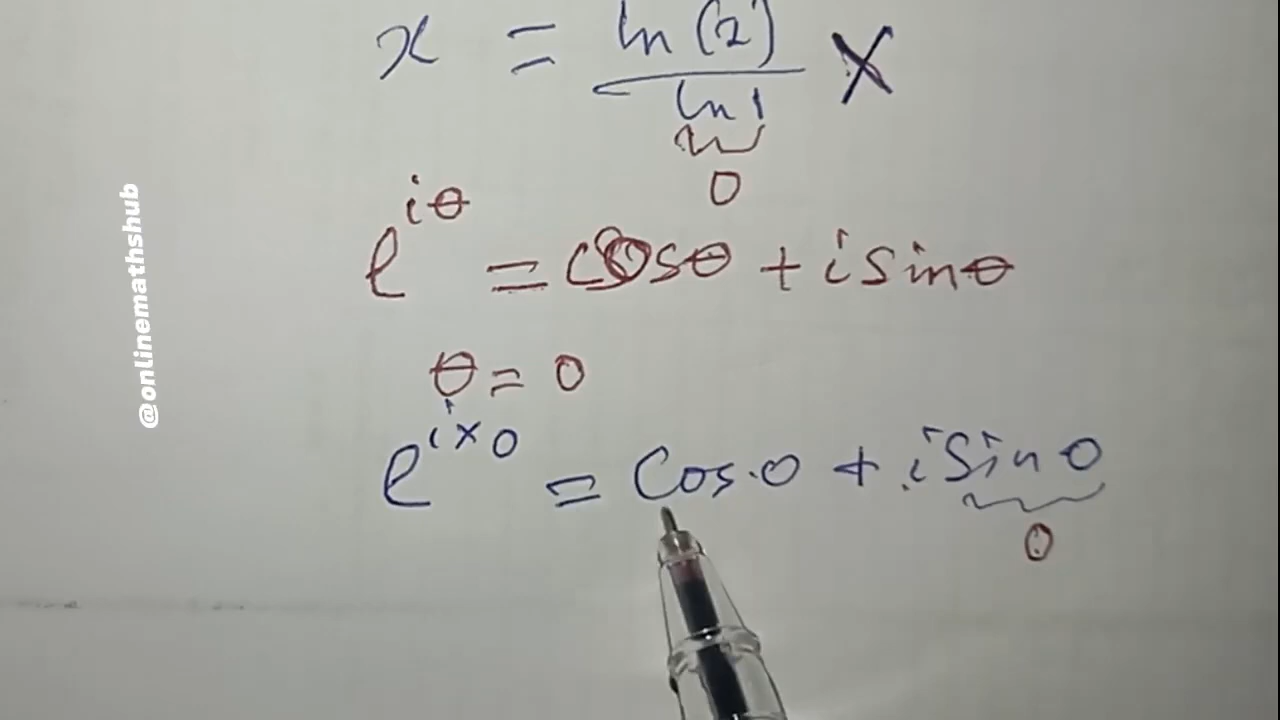 x = ln(2) / ln 1 X
0
e^{iθ} = cosθ + i sinθ
θ = 0
e^{i×0} = Cos 0 + i Sin 0
0
@onlinemathshub